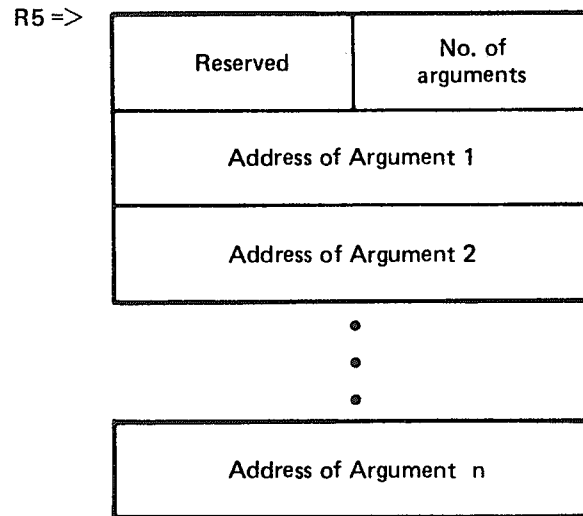 R5 =>
Reserved
No. of
arguments
Address of Argument 1
Address of Argument 2
Address of Argument n